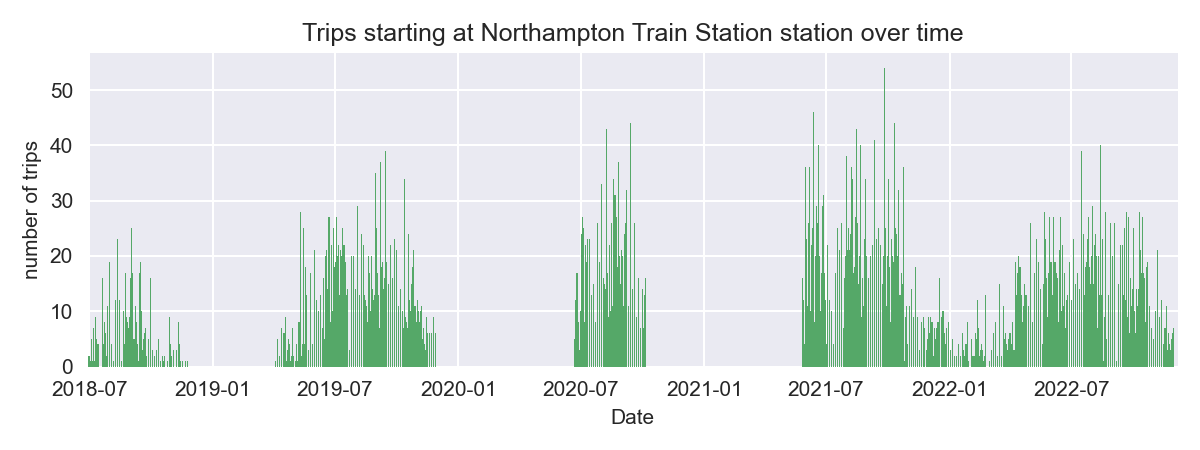 Trips starting at Northampton Train Station station over time
number of trips
50
40
30
20
10
0
2018-07 2019-01 2019-07 2020-01 2020-07 2021-01 2021-07 2022-01 2022-07
Date